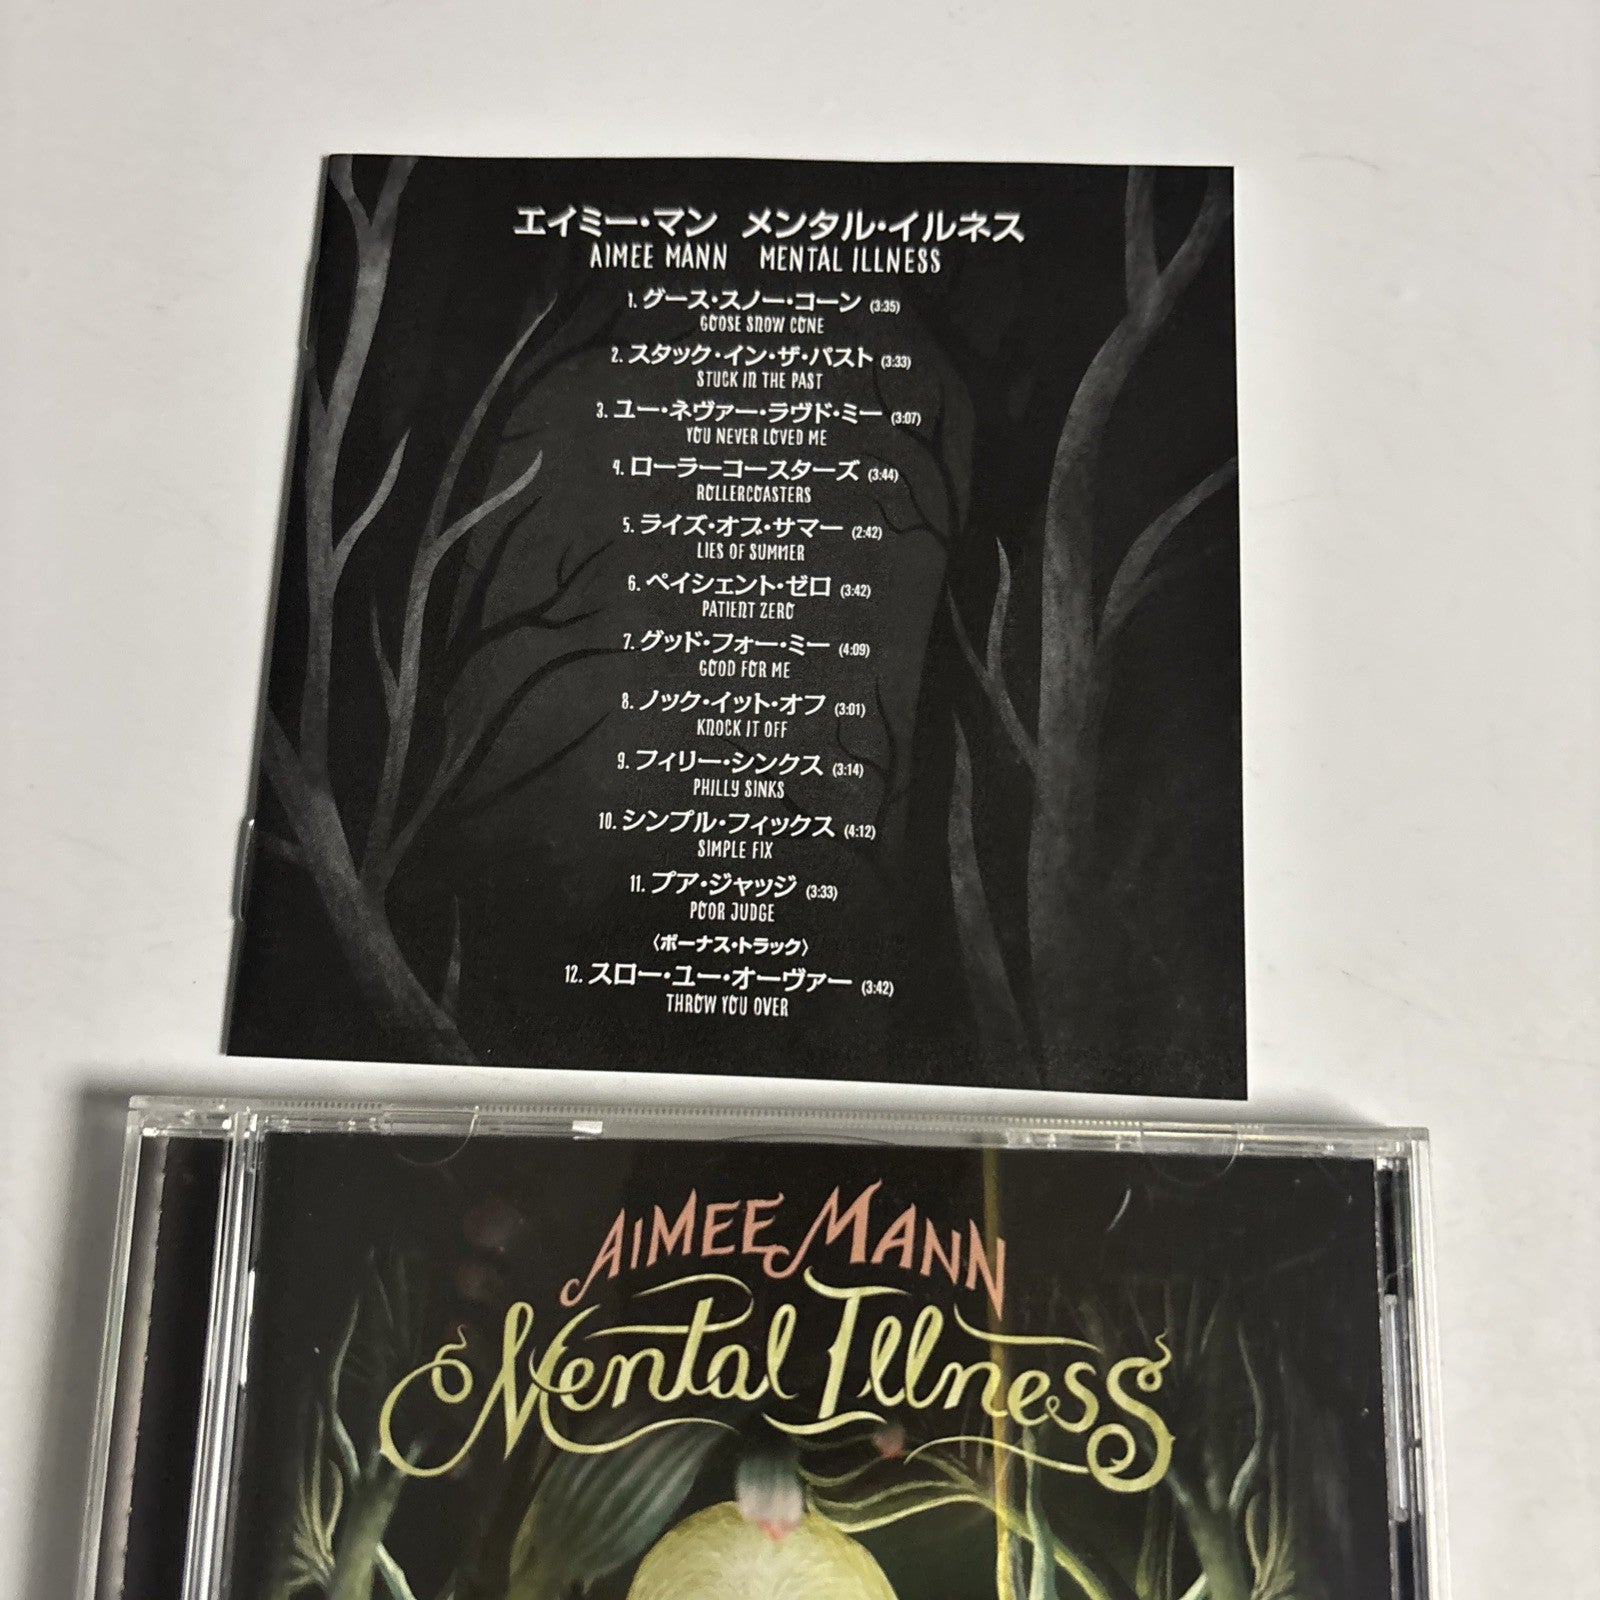 エイミー・マン メンタル・イルネス
AIMEE MANN MENTAL ILLNESS
1. グース・スノー・コーン (3:35)
GOOSE SNOW CONE
2. スタック・イン・ザ・パスト (3:33)
STUCK IN THE PAST
3. ユー・ネヴァー・ラヴド・ミー (3:07)
YOU NEVER LOVED ME
4. ローラーコースターズ (3:44)
ROLLERCOASTERS
5. ライズ・オブ・サマー (2:42)
LIES OF SUMMER
6. ペイシェント・ゼロ (3:42)
PATIENT ZERO
7. グッド・フォー・ミー (4:09)
GOOD FOR ME
8. ノック・イット・オフ (3:01)
KNOCK IT OFF
9. フィリー・シンクス (3:14)
PHILLY SINKS
10. シンプル・フィックス (4:12)
SIMPLE FIX
11. プア・ジャッジ (3:33)
POOR JUDGE
〈ボーナス・トラック〉
12. スロー・ユー・オーヴァー (3:42)
THROW YOU OVER
AIMEE MANN
Mental Illness